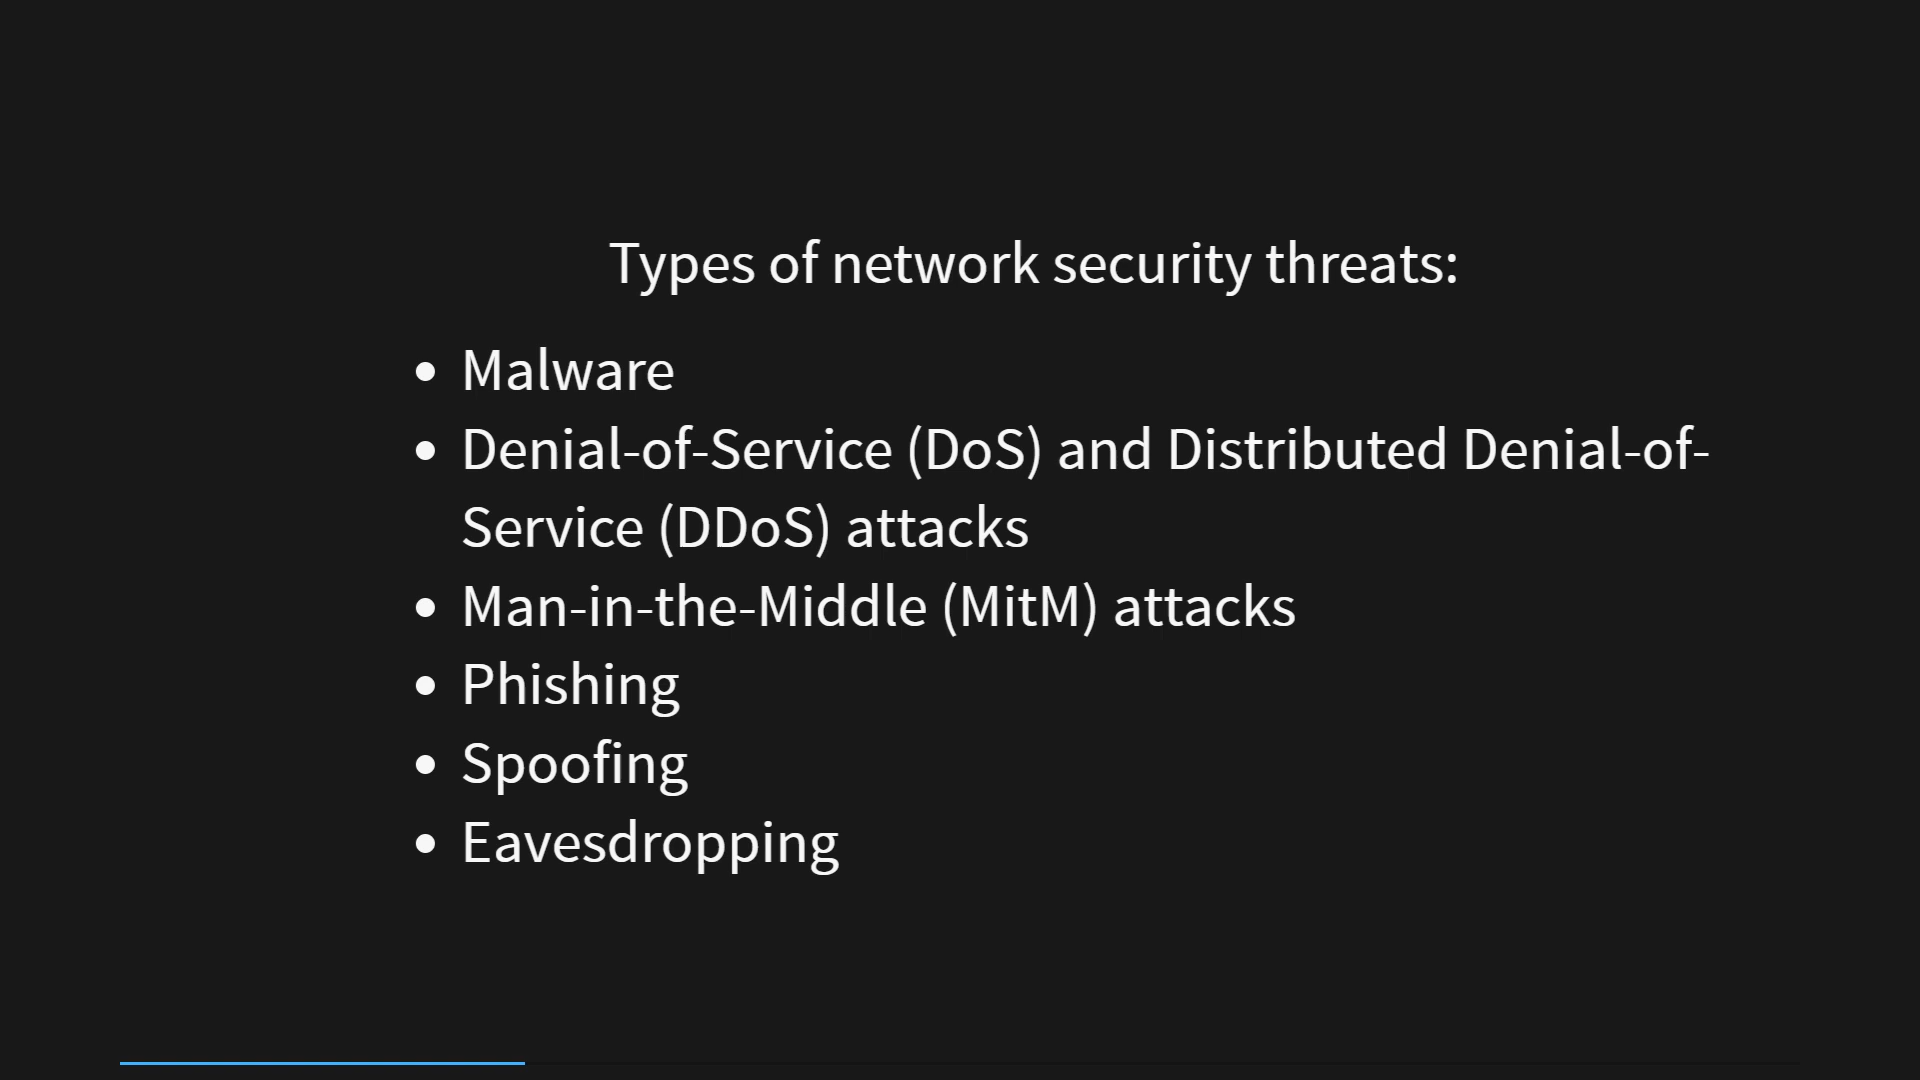 Types of network security threats:
• Malware
• Denial-of-Service (DoS) and Distributed Denial-of-
Service (DDoS) attacks
• Man-in-the-Middle (MitM) attacks
• Phishing
• Spoofing
• Eavesdropping